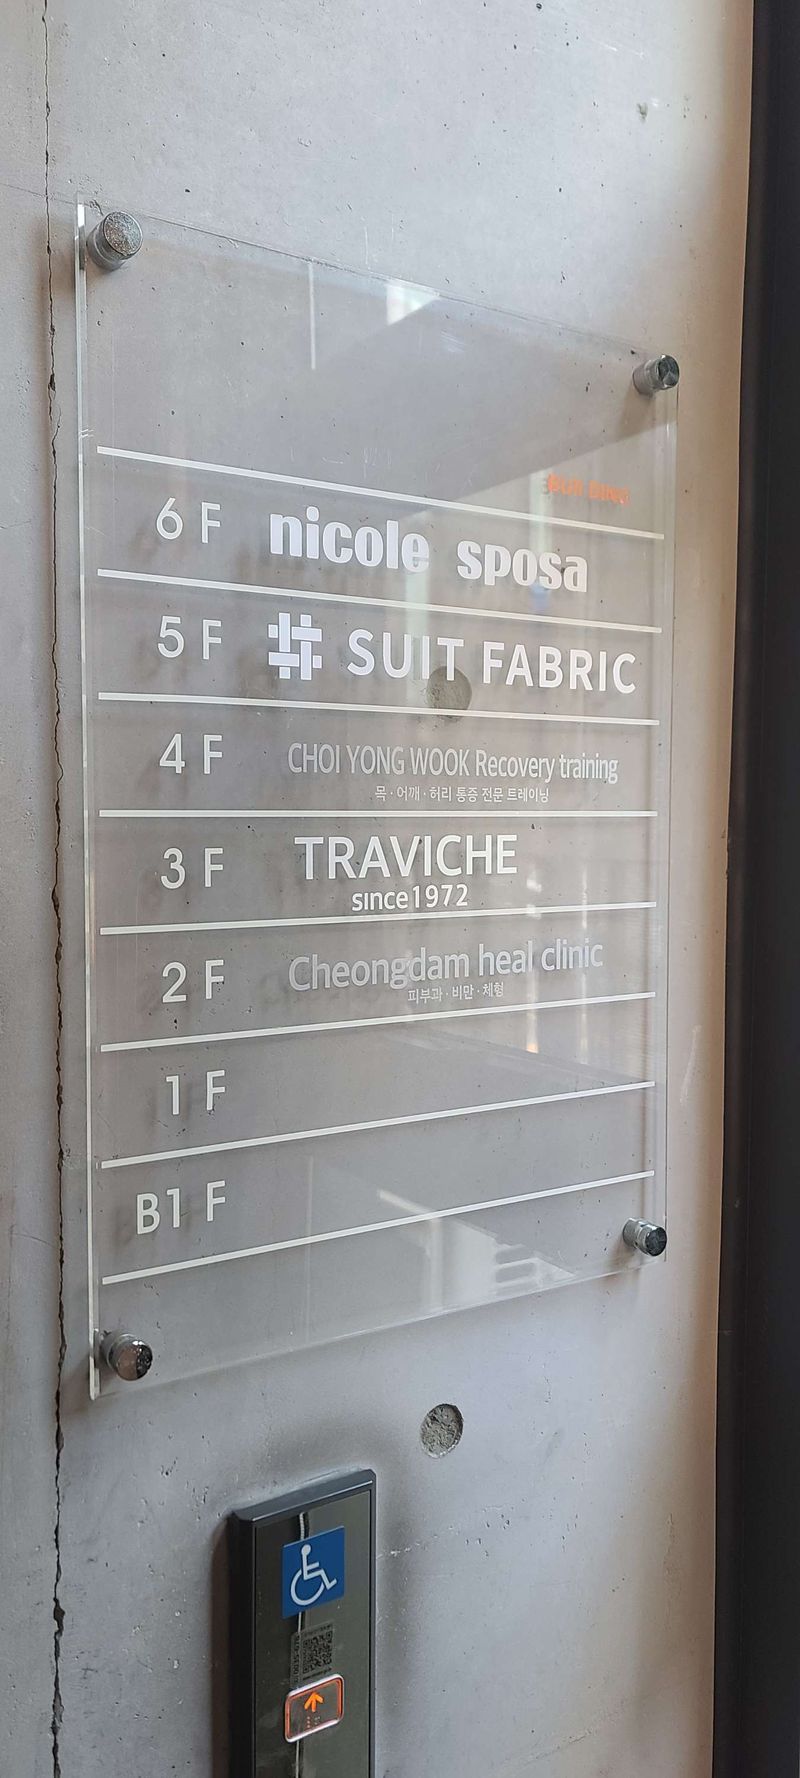 BUILDING
6 F nicole sposa
5 F SUIT FABRIC
4 F CHOI YONG WOOK Recovery training
목 · 어깨 · 허리 통증 전문 트레이닝
3 F TRAVICHE
since1972
2 F Cheongdam heal clinic
피부과 · 비만 · 체형
1 F
B1 F